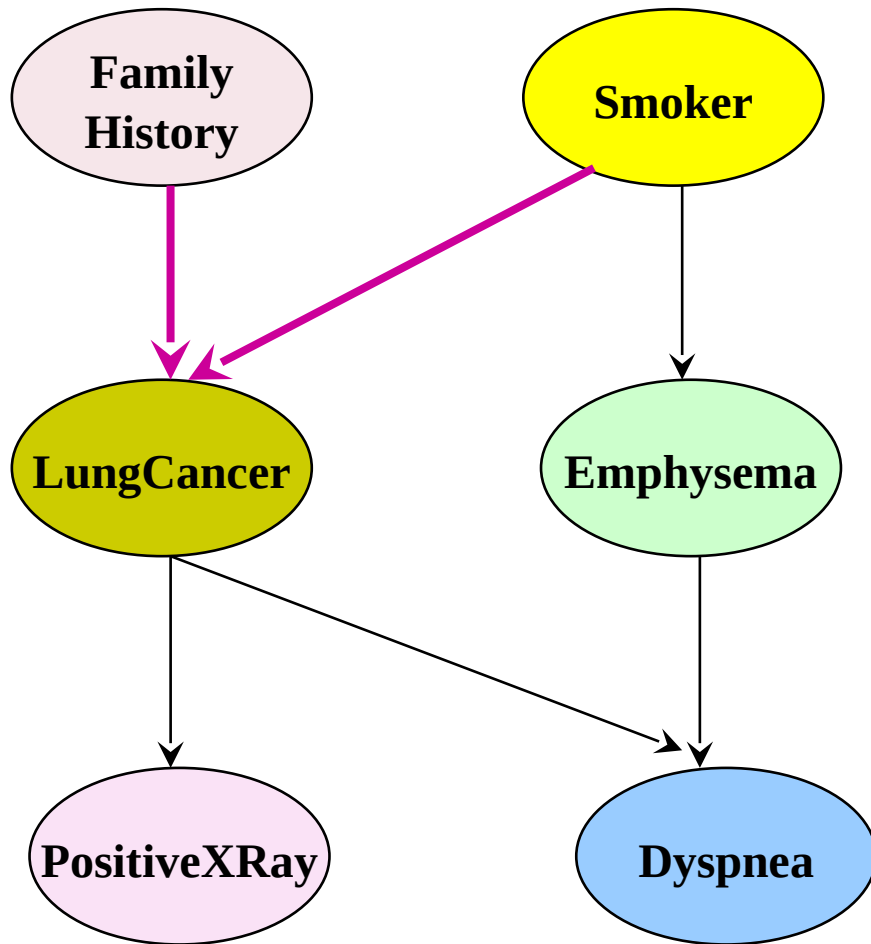 Family
History
Smoker
LungCancer
Emphysema
PositiveXRay
Dyspnea